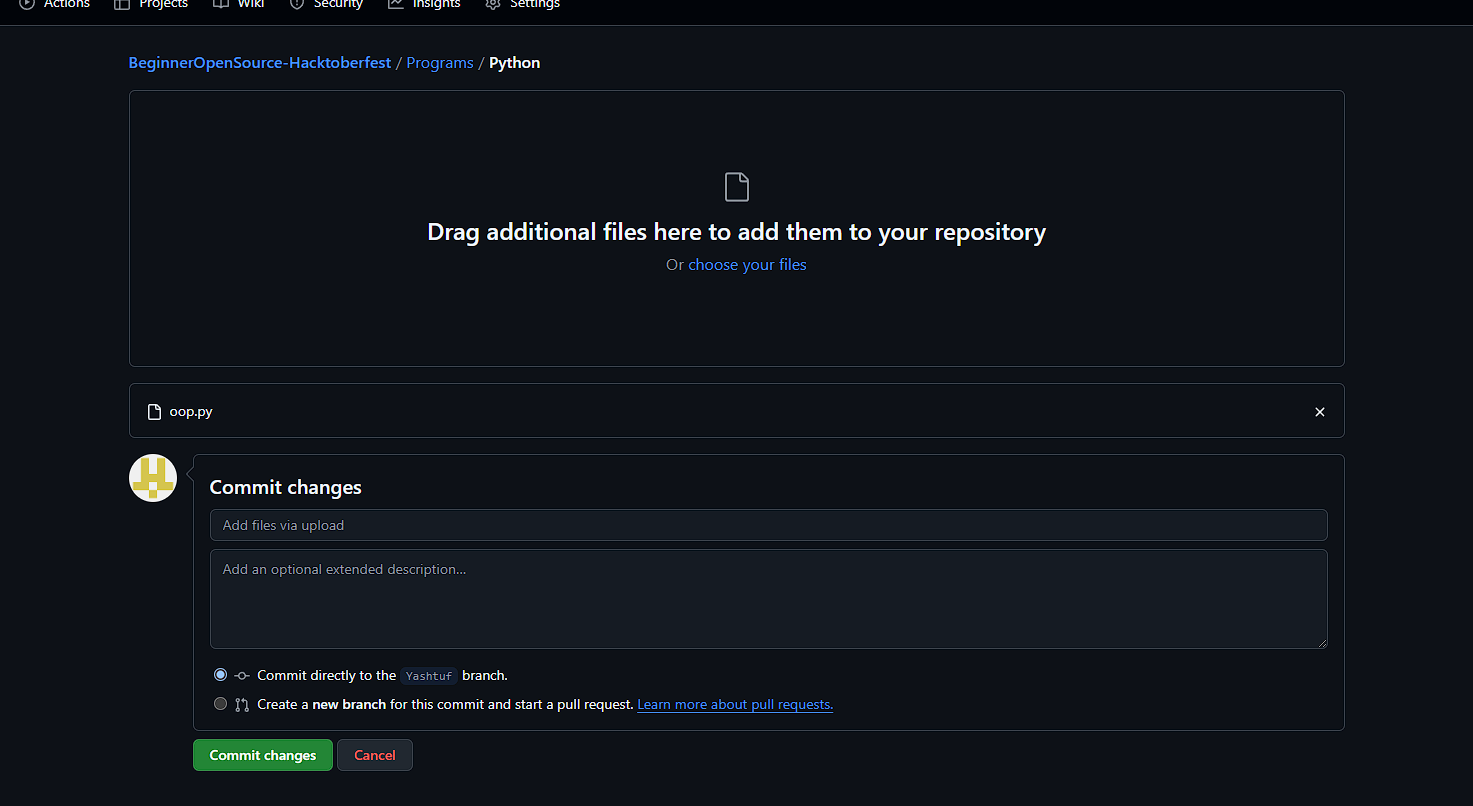 Actions Projects Wiki Security Insights Settings
BeginnerOpenSource-Hacktoberfest / Programs / Python
Drag additional files here to add them to your repository
Or choose your files
oop.py
Commit changes
Add files via upload
Add an optional extended description...
Commit directly to the Yashtuf branch.
Create a new branch for this commit and start a pull request. Learn more about pull requests.
Commit changes Cancel